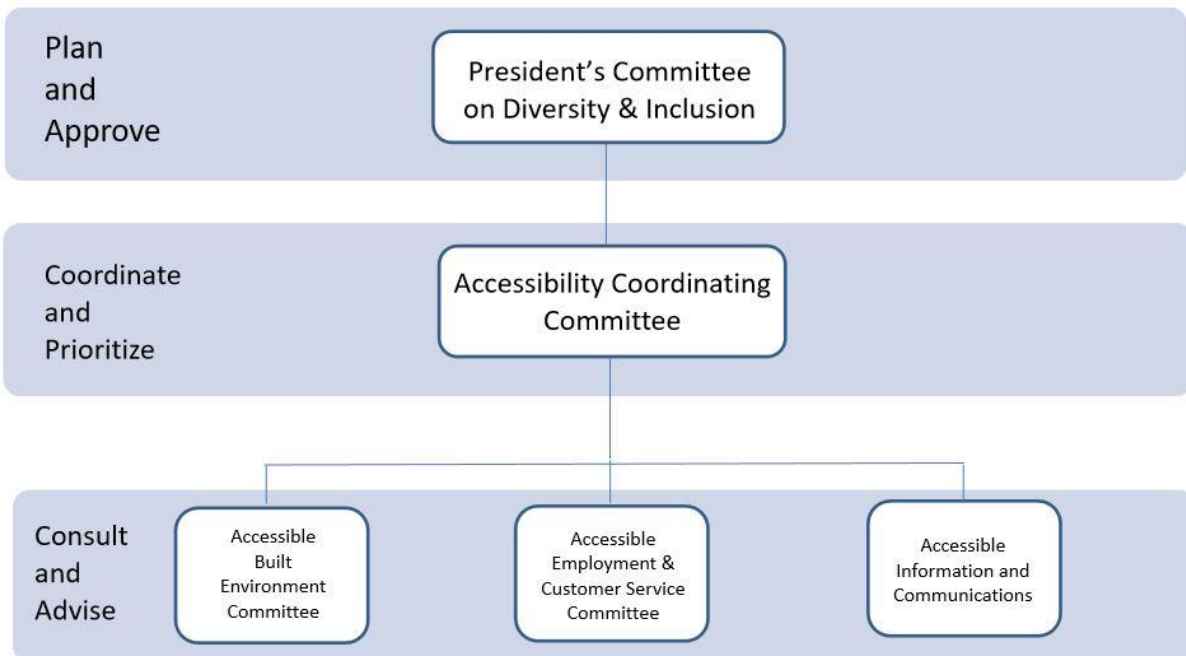 Plan
and
Approve
President’s Committee
on Diversity & Inclusion
Coordinate
and
Prioritize
Accessibility Coordinating
Committee
Consult
and
Advise
Accessible
Built
Environment
Committee
Accessible
Employment &
Customer Service
Committee
Accessible
Information and
Communications